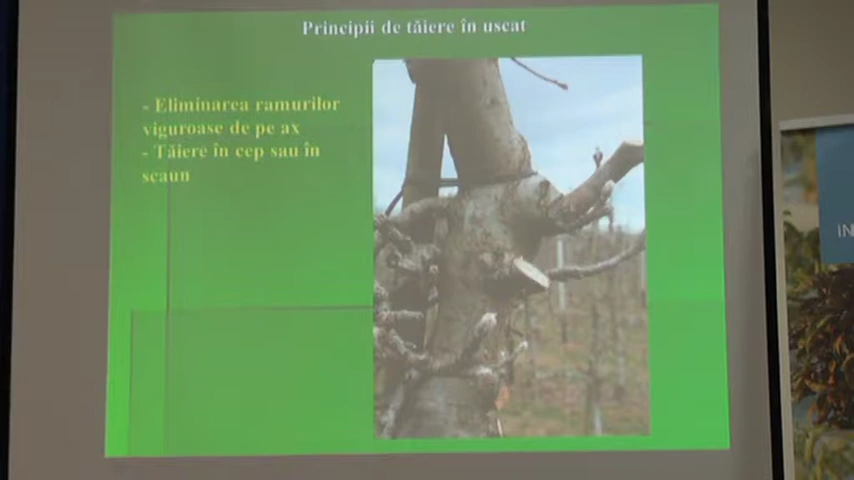 Principii de tăiere în uscat
- Eliminarea ramurilor
viguroase de pe ax
- Tăiere în cep sau în
scaun